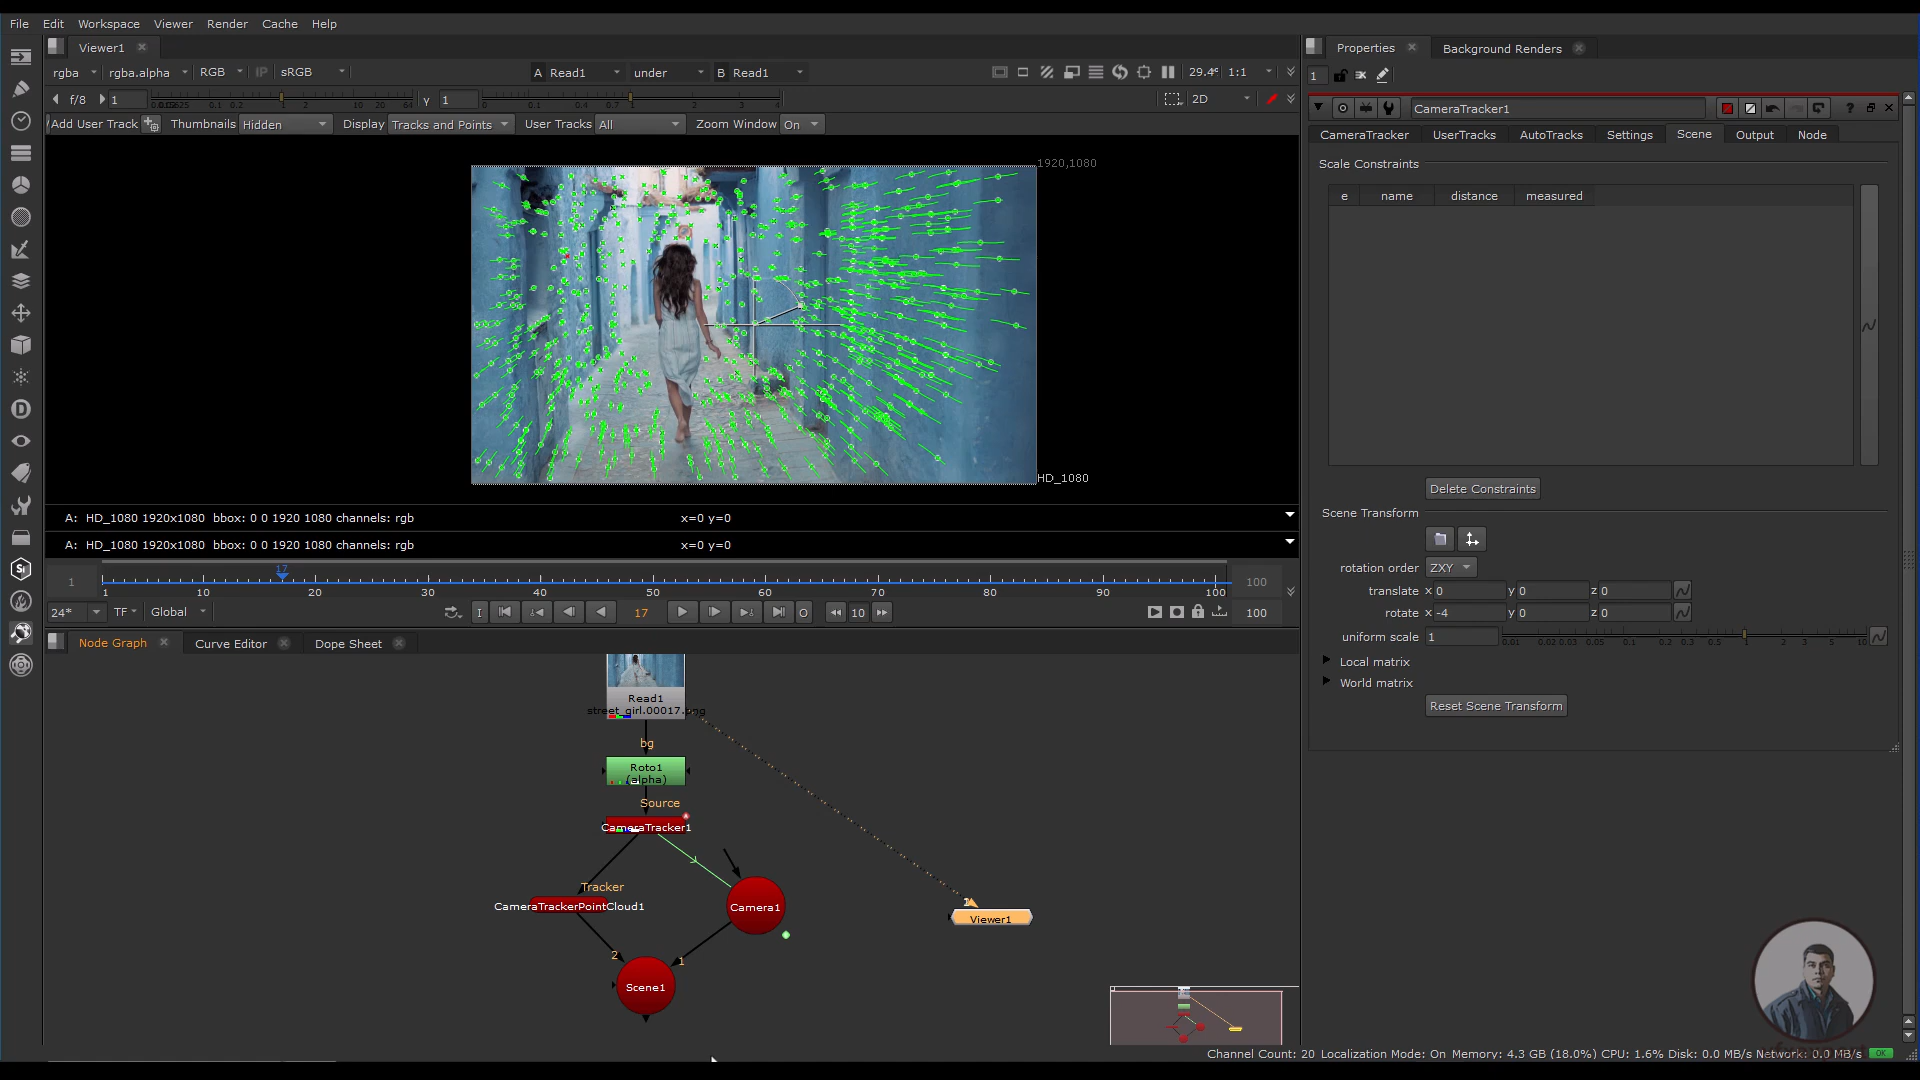 File Edit Workspace Viewer Render Cache Help
Viewer1
Properties Background Renders
rgba rgba.alpha RGB IP sRGB A Read1 under B Read1 29.4 1:1
1
f/8 1 Y 1 2D
CameraTracker1
Add User Track Thumbnails Hidden Display Tracks and Points User Tracks All Zoom Window On
CameraTracker UserTracks AutoTracks Settings Scene Output Node
Scale Constraints
1920,1080
e name distance measured
HD_1080
Delete Constraints
Scene Transform
A: HD_1080 1920x1080 bbox: 0 0 1920 1080 channels: rgb x=0 y=0
A: HD_1080 1920x1080 bbox: 0 0 1920 1080 channels: rgb x=0 y=0
rotation order ZXY
translate x 0 y 0 z 0
rotate x -4 y 0 z 0
uniform scale 1
Local matrix
World matrix
Reset Scene Transform
17
1 100
1 10 20 30 40 50 60 70 80 90 100
24* TF Global I 17 O 10 100
Node Graph Curve Editor Dope Sheet
Read1
street_girl.00017.png
bg
Roto1
(alpha)
Source
CameraTracker1
Tracker
CameraTrackerPointCloud1
Camera1
1
Viewer1
2 1
Scene1
Channel Count: 20 Localization Mode: On Memory: 4.3 GB (18.0%) CPU: 1.6% Disk: 0.0 MB/s Network: 0.0 MB/s OK